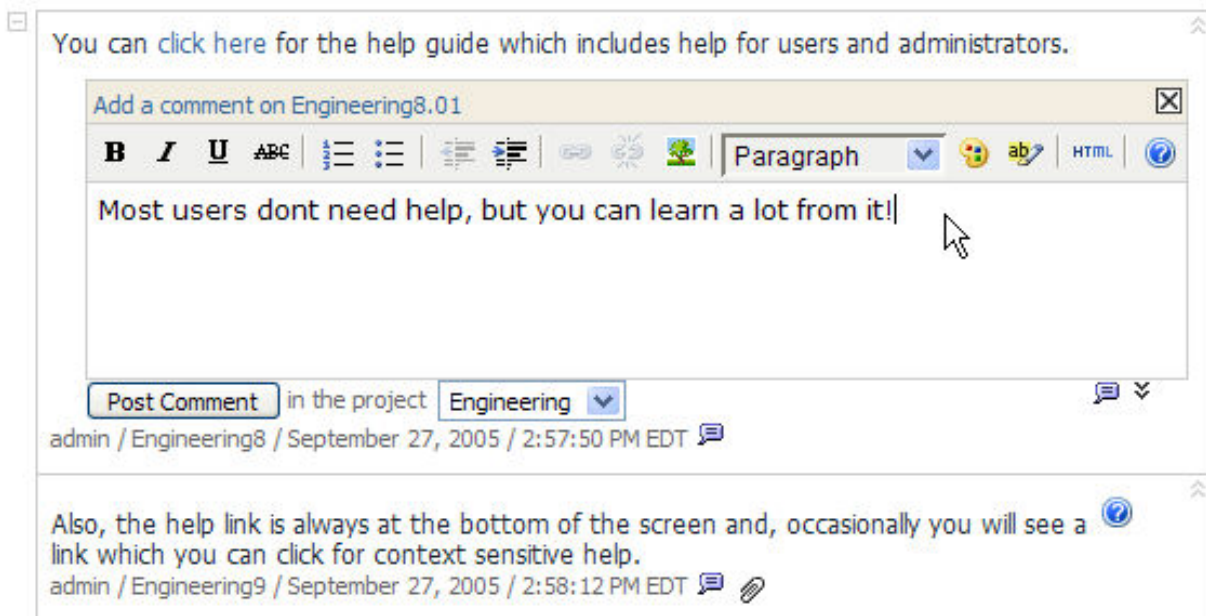 You can click here for the help guide which includes help for users and administrators.
Add a comment on Engineering8.01
B I U ABC Paragraph ab HTML ?
Most users dont need help, but you can learn a lot from it!
Post Comment in the project Engineering
admin / Engineering8 / September 27, 2005 / 2:57:50 PM EDT
Also, the help link is always at the bottom of the screen and, occasionally you will see a ?
link which you can click for context sensitive help.
admin / Engineering9 / September 27, 2005 / 2:58:12 PM EDT